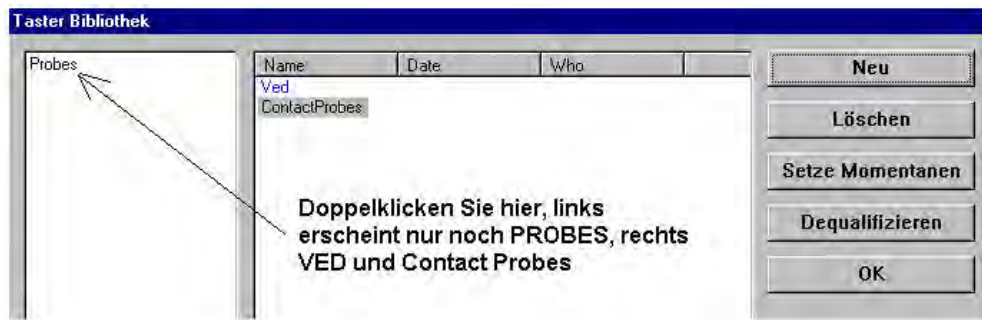 Taster Bibliothek
Probes
Name Date Who
Ved
ContactProbes
Doppelklicken Sie hier, links
erscheint nur noch PROBES, rechts
VED und Contact Probes
Neu
Löschen
Setze Momentanen
Dequalifizieren
OK